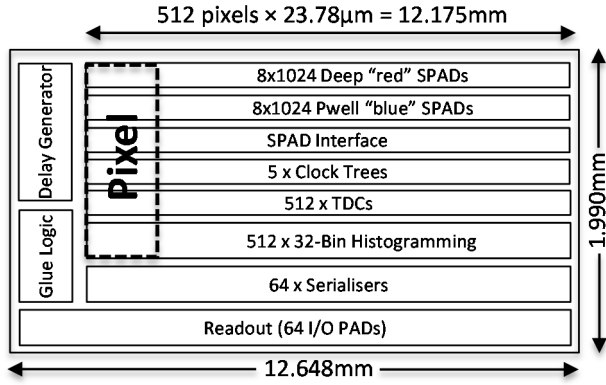 512 pixels × 23.78µm = 12.175mm
Delay Generator
Glue Logic
Pixel
8x1024 Deep “red” SPADs
8x1024 Pwell “blue” SPADs
SPAD Interface
5 x Clock Trees
512 x TDCs
512 x 32-Bin Histogramming
64 x Serialisers
Readout (64 I/O PADs)
1.990mm
12.648mm